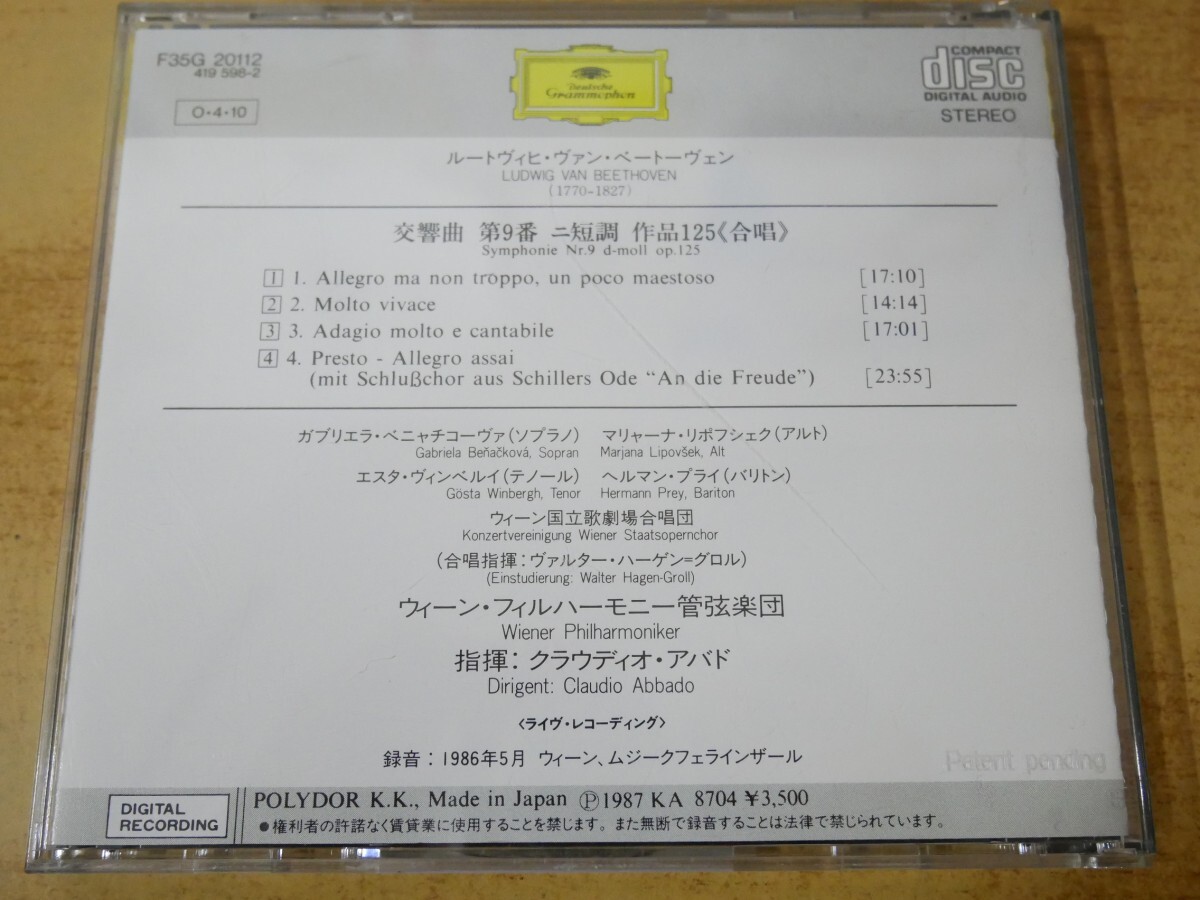 F35G 20112
419 598-2
O・4・10
Deutsche
Grammophon
COMPACT
disc
DIGITAL AUDIO
STEREO
ルートヴィヒ・ヴァン・ベートーヴェン
LUDWIG VAN BEETHOVEN
(1770-1827)
交響曲 第9番 ニ短調 作品125《合唱》
Symphonie Nr.9 d-moll op.125
1 1. Allegro ma non troppo, un poco maestoso [17:10]
2 2. Molto vivace [14:14]
3 3. Adagio molto e cantabile [17:01]
4 4. Presto - Allegro assai
(mit Schlußchor aus Schillers Ode “An die Freude”) [23:55]
ガブリエラ・ベニャチコーヴァ(ソプラノ) マリャーナ・リポフシェク(アルト)
Gabriela Beňačková, Sopran Marjana Lipovšek, Alt
エスタ・ヴィンベルイ(テノール) ヘルマン・プライ(バリトン)
Gösta Winbergh, Tenor Hermann Prey, Bariton
ウィーン国立歌劇場合唱団
Konzertvereinigung Wiener Staatsopernchor
(合唱指揮:ヴァルター・ハーゲン=グロル)
(Einstudierung: Walter Hagen-Groll)
ウィーン・フィルハーモニー管弦楽団
Wiener Philharmoniker
指揮: クラウディオ・アバド
Dirigent: Claudio Abbado
〈ライヴ・レコーディング〉
録音:1986年5月 ウィーン、ムジークフェラインザール
Patent pending
DIGITAL
RECORDING
POLYDOR K.K., Made in Japan Ⓟ1987 KA 8704 ¥3,500
●権利者の許諾なく賃貸業に使用することを禁じます。また無断で録音することは法律で禁じられています。